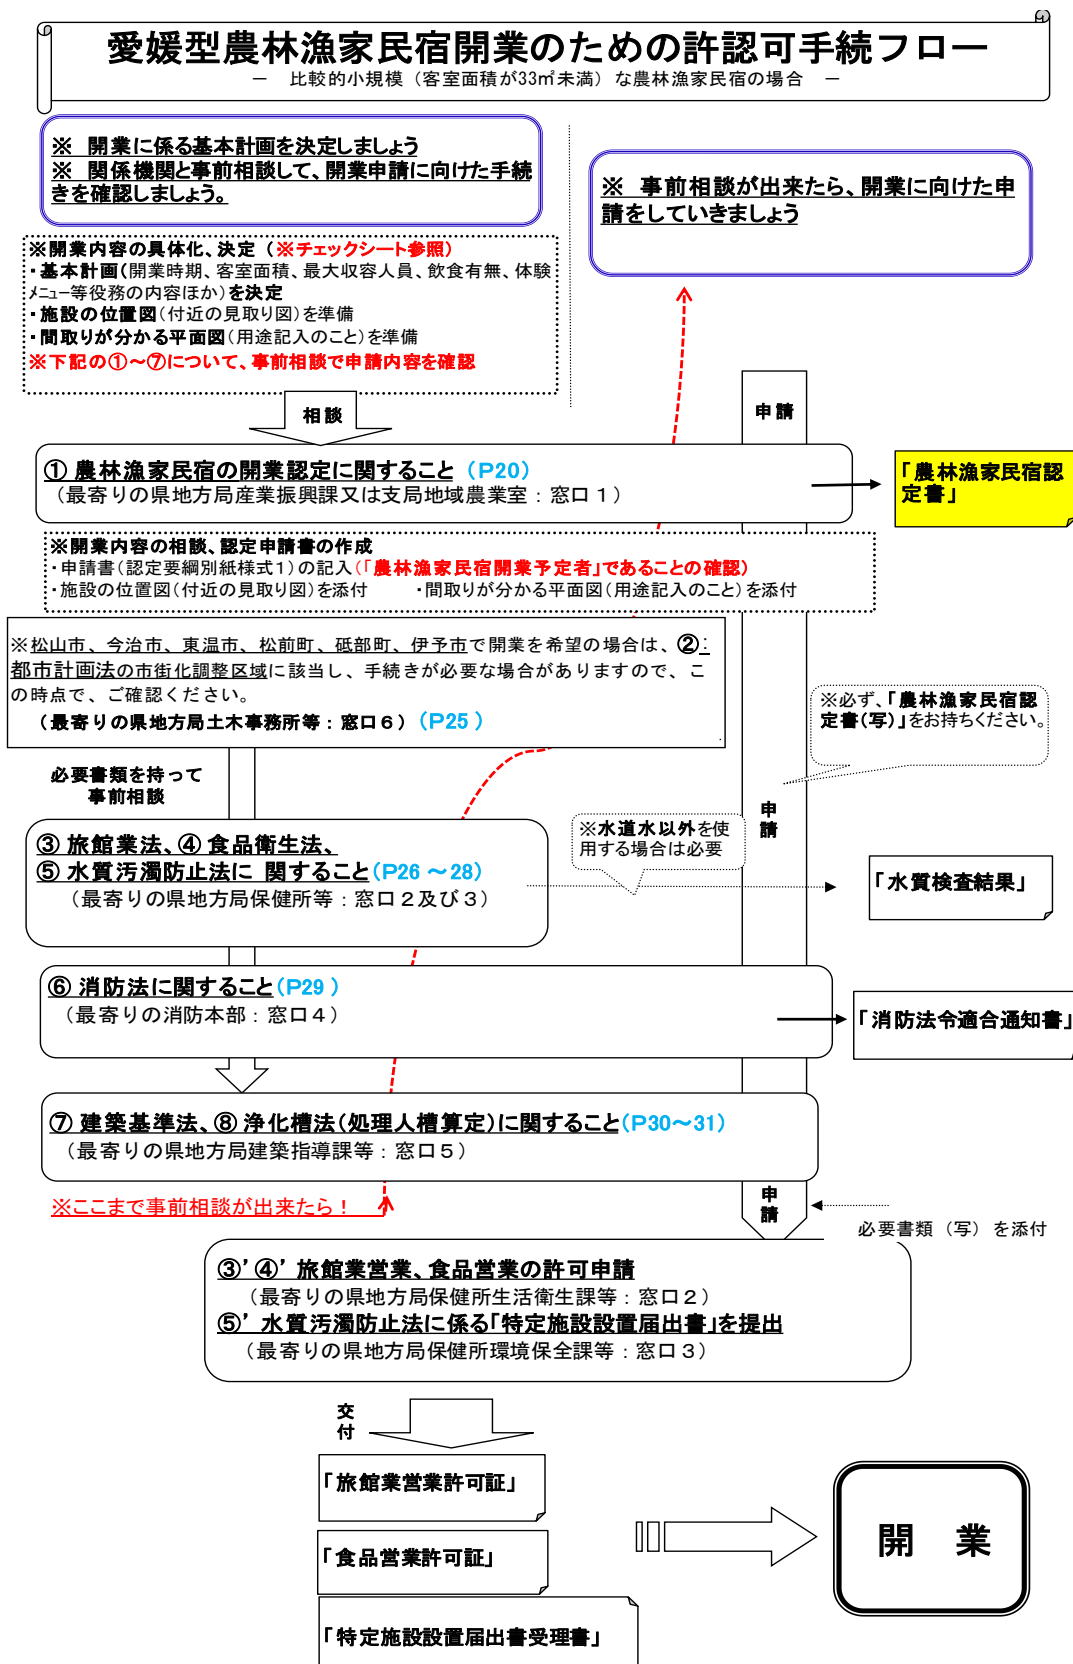 愛媛型農林漁家民宿開業のための許認可手続フロー
－ 比較的小規模（客室面積が33㎡未満）な農林漁家民宿の場合 －
※ 開業に係る基本計画を決定しましょう
※ 関係機関と事前相談して、開業申請に向けた手続
きを確認しましょう。
※ 事前相談が出来たら、開業に向けた申
請をしていきましょう
※開業内容の具体化、決定（※チェックシート参照）
・基本計画（開業時期、客室面積、最大収容人員、飲食有無、体験
メニュー等役務の内容ほか）を決定
・施設の位置図（付近の見取り図）を準備
・間取りが分かる平面図（用途記入のこと）を準備
※下記の①～⑦について、事前相談で申請内容を確認
相談
申請
① 農林漁家民宿の開業認定に関すること（P20）
（最寄りの県地方局産業振興課又は支局地域農業室：窓口１）
「農林漁家民宿認
定書」
※開業内容の相談、認定申請書の作成
・申請書（認定要綱別紙様式１）の記入（「農林漁家民宿開業予定者」であることの確認）
・施設の位置図（付近の見取り図）を添付　　・間取りが分かる平面図（用途記入のこと）を添付
※松山市、今治市、東温市、松前町、砥部町、伊予市で開業を希望の場合は、②：
都市計画法の市街化調整区域に該当し、手続きが必要な場合がありますので、こ
の時点で、ご確認ください。
（最寄りの県地方局土木事務所等：窓口６）（P25）
※必ず、「農林漁家民宿認
定書（写）」をお持ちください。
必要書類を持って
事前相談
申
請
③ 旅館業法、④ 食品衛生法、
⑤ 水質汚濁防止法に 関すること（P26 ～28）
（最寄りの県地方局保健所等：窓口２及び３）
※水道水以外を使
用する場合は必要
「水質検査結果」
⑥ 消防法に関すること（P29 ）
（最寄りの消防本部：窓口４）
「消防法令適合通知書」
⑦ 建築基準法、⑧ 浄化槽法（処理人槽算定）に関すること（P30～31）
（最寄りの県地方局建築指導課等：窓口５）
※ここまで事前相談が出来たら！
申
請
必要書類（写）を添付
③’④’ 旅館業営業、食品営業の許可申請
（最寄りの県地方局保健所生活衛生課等：窓口２）
⑤’ 水質汚濁防止法に係る「特定施設設置届出書」を提出
（最寄りの県地方局保健所環境保全課等：窓口３）
交
付
「旅館業営業許可証」
「食品営業許可証」
「特定施設設置届出書受理書」
開　業